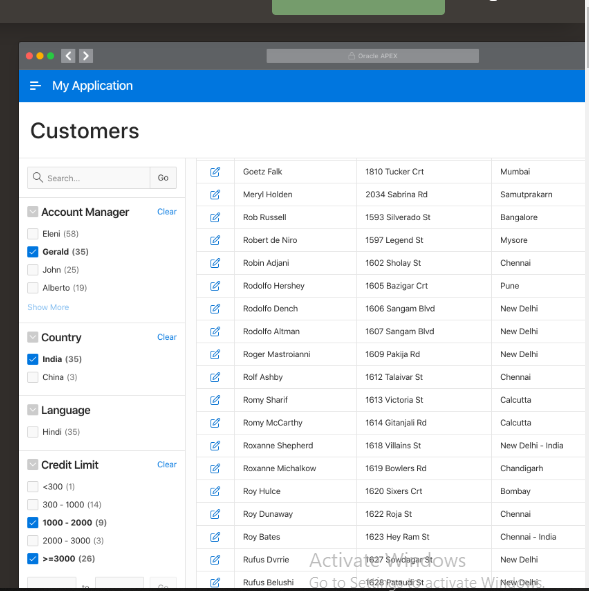 Oracle APEX
My Application
Customers
Search...
Go
Account Manager Clear
Eleni (58)
Gerald (35)
John (25)
Alberto (19)
Show More
Country Clear
India (35)
China (3)
Language
Hindi (35)
Credit Limit Clear
<300 (1)
300 - 1000 (14)
1000 - 2000 (9)
2000 - 3000 (3)
>=3000 (26)
to Go
Goetz Falk 1810 Tucker Crt Mumbai
Meryl Holden 2034 Sabrina Rd Samutprakarn
Rob Russell 1593 Silverado St Bangalore
Robert de Niro 1597 Legend St Mysore
Robin Adjani 1602 Sholay St Chennai
Rodolfo Hershey 1605 Bazigar Crt Pune
Rodolfo Dench 1606 Sangam Blvd New Delhi
Rodolfo Altman 1607 Sangam Blvd New Delhi
Roger Mastroianni 1609 Pakija Rd New Delhi
Rolf Ashby 1612 Talaivar St Chennai
Romy Sharif 1613 Victoria St Calcutta
Romy McCarthy 1614 Gitanjali Rd Calcutta
Roxanne Shepherd 1618 Villains St New Delhi - India
Roxanne Michalkow 1619 Bowlers Rd Chandigarh
Roy Hulce 1620 Sixers Crt Bombay
Roy Dunaway 1622 Roja St Chennai
Roy Bates 1623 Hey Ram St Chennai - India
Rufus Dvrrie 1627 Sowdagar St New Delhi
Rufus Belushi 1628 Pataudi St New Delhi
Activate Windows
Go to Settings to activate Windows.